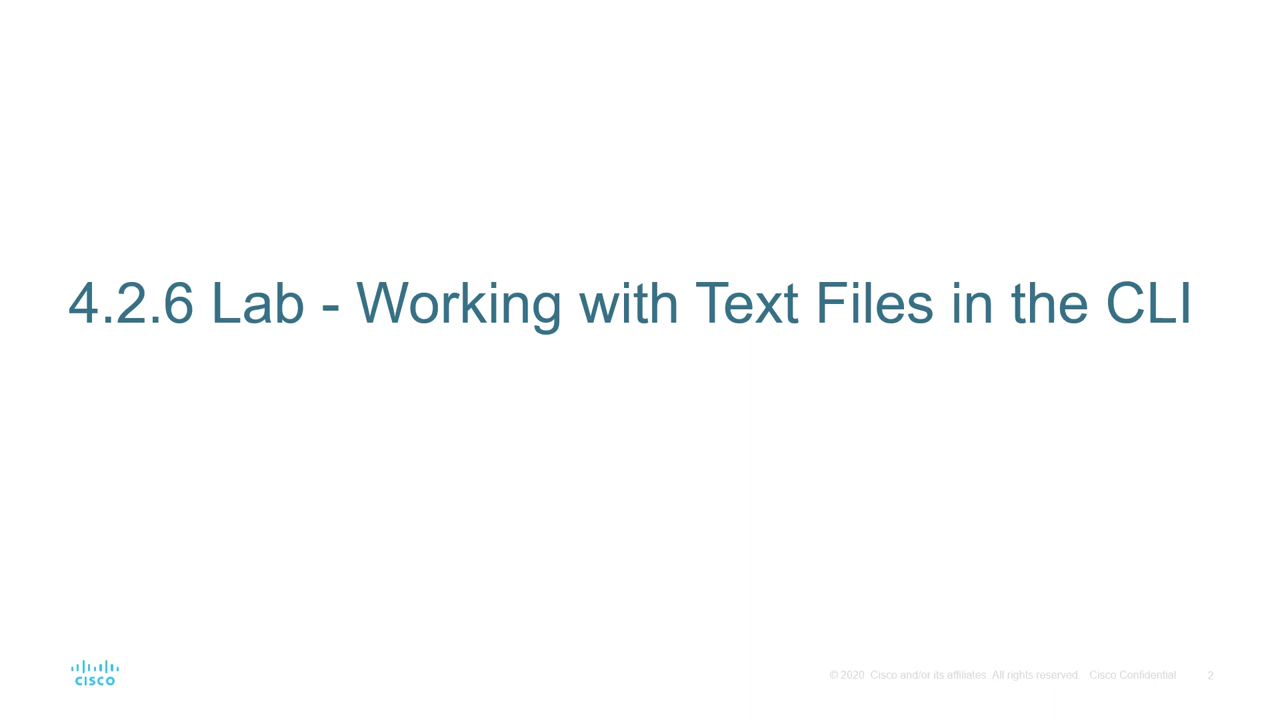 4.2.6 Lab - Working with Text Files in the CLI
CISCO
© 2020 Cisco and/or its affiliates. All rights reserved. Cisco Confidential 2